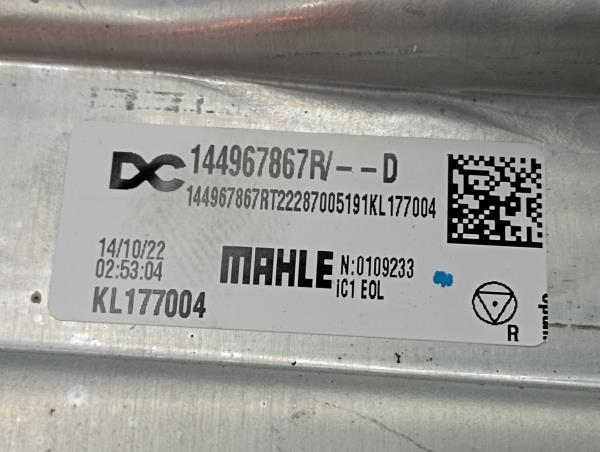 DC 144967867R/--D
144967867RT22287005191KL177004
14/10/22
02:53:04
MAHLE N:0109233
iC1 EOL
KL177004
R